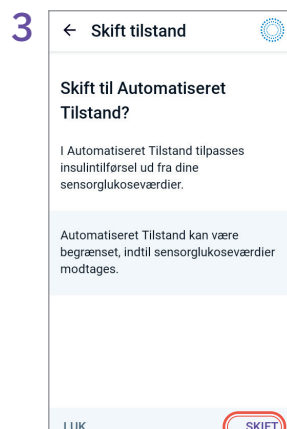 3
Skift tilstand
Skift til Automatiseret
Tilstand?
I Automatiseret Tilstand tilpasses
insulintilførsel ud fra dine
sensorglukoseværdier.
Automatiseret Tilstand kan være
begrænset, indtil sensorglukoseværdier
modtages.
LUK SKIFT